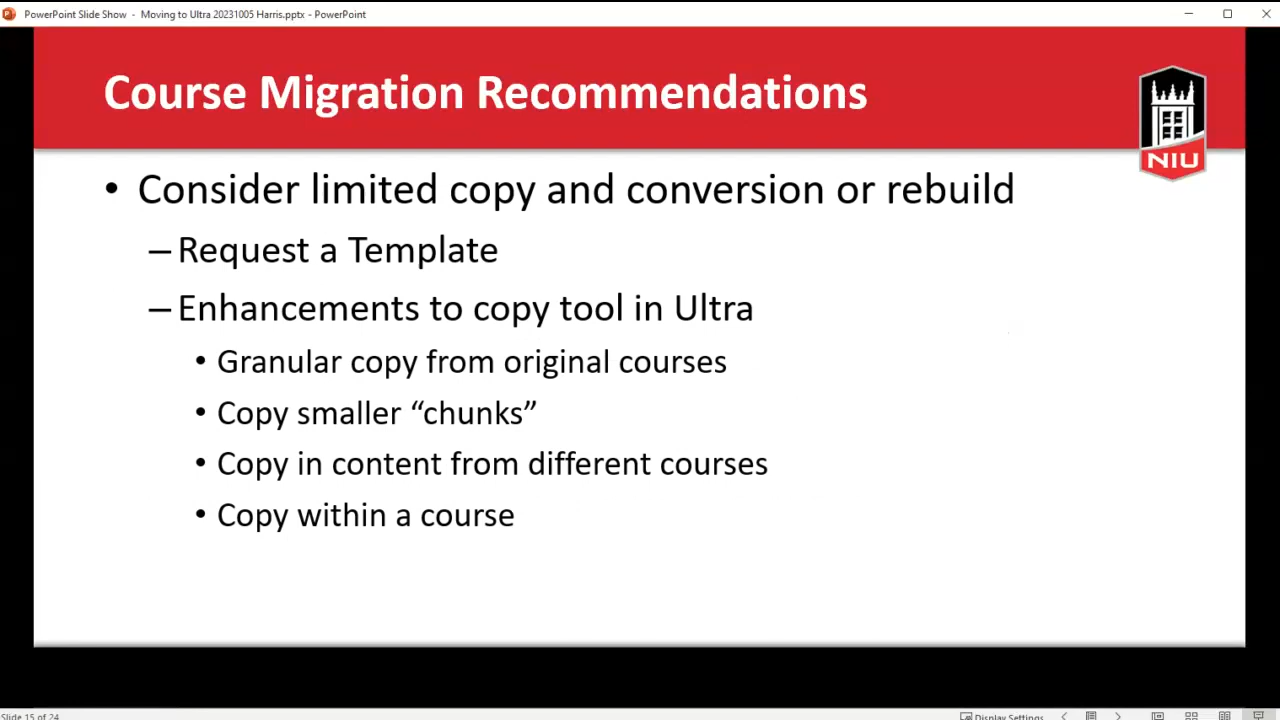 PowerPoint Slide Show - Moving to Ultra 20231005 Harris.pptx - PowerPoint
Course Migration Recommendations
NIU
• Consider limited copy and conversion or rebuild
– Request a Template
– Enhancements to copy tool in Ultra
• Granular copy from original courses
• Copy smaller “chunks”
• Copy in content from different courses
• Copy within a course
Slide 15 of 24
Display Settings